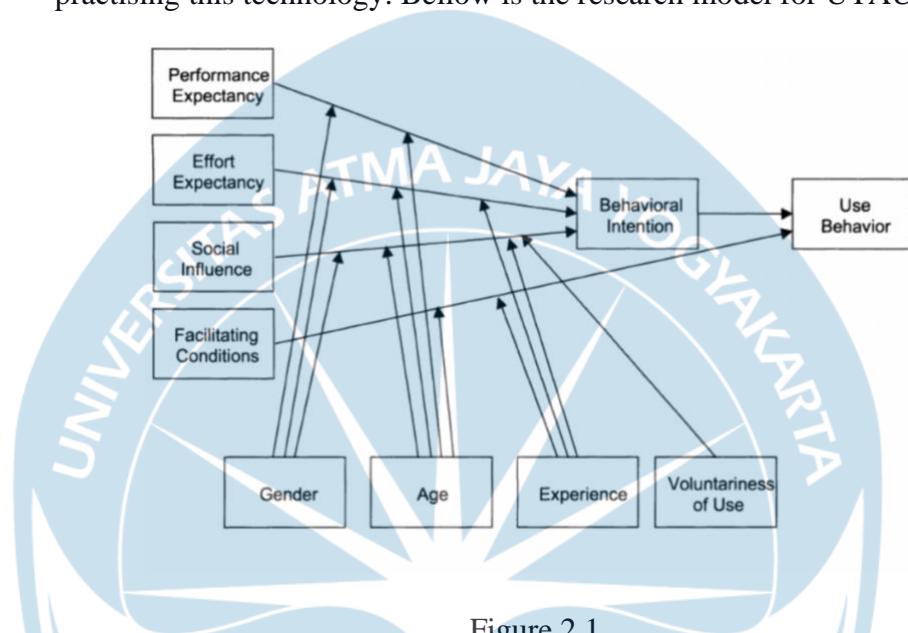 practising this technology. Bellow is the research model for UTAU
Performance
Expectancy
Effort
Expectancy
Social
Influence
Facilitating
Conditions
Behavioral
Intention
Use
Behavior
Gender
Age
Experience
Voluntariness
of Use
UNIVERSITAS ATMA JAYA YOGYAKARTA
Figure 2.1